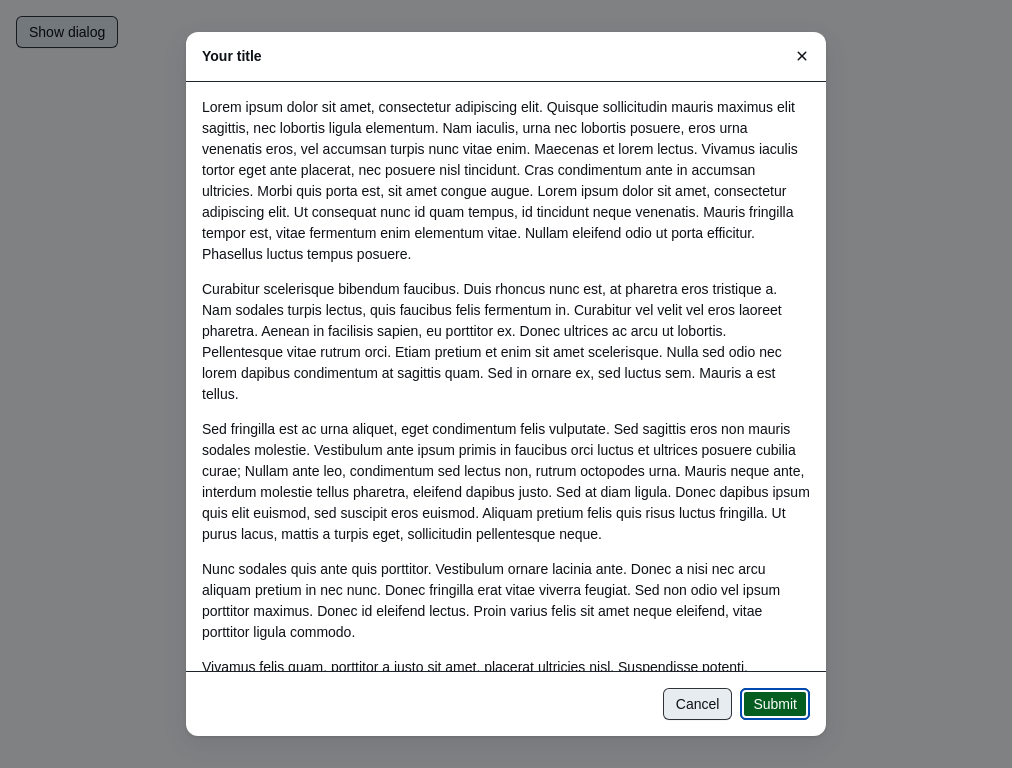 Show dialog
Your title
Lorem ipsum dolor sit amet, consectetur adipiscing elit. Quisque sollicitudin mauris maximus elit
sagittis, nec lobortis ligula elementum. Nam iaculis, urna nec lobortis posuere, eros urna
venenatis eros, vel accumsan turpis nunc vitae enim. Maecenas et lorem lectus. Vivamus iaculis
tortor eget ante placerat, nec posuere nisl tincidunt. Cras condimentum ante in accumsan
ultricies. Morbi quis porta est, sit amet congue augue. Lorem ipsum dolor sit amet, consectetur
adipiscing elit. Ut consequat nunc id quam tempus, id tincidunt neque venenatis. Mauris fringilla
tempor est, vitae fermentum enim elementum vitae. Nullam eleifend odio ut porta efficitur.
Phasellus luctus tempus posuere.
Curabitur scelerisque bibendum faucibus. Duis rhoncus nunc est, at pharetra eros tristique a.
Nam sodales turpis lectus, quis faucibus felis fermentum in. Curabitur vel velit vel eros laoreet
pharetra. Aenean in facilisis sapien, eu porttitor ex. Donec ultrices ac arcu ut lobortis.
Pellentesque vitae rutrum orci. Etiam pretium et enim sit amet scelerisque. Nulla sed odio nec
lorem dapibus condimentum at sagittis quam. Sed in ornare ex, sed luctus sem. Mauris a est
tellus.
Sed fringilla est ac urna aliquet, eget condimentum felis vulputate. Sed sagittis eros non mauris
sodales molestie. Vestibulum ante ipsum primis in faucibus orci luctus et ultrices posuere cubilia
curae; Nullam ante leo, condimentum sed lectus non, rutrum octopodes urna. Mauris neque ante,
interdum molestie tellus pharetra, eleifend dapibus justo. Sed at diam ligula. Donec dapibus ipsum
quis elit euismod, sed suscipit eros euismod. Aliquam pretium felis quis risus luctus fringilla. Ut
purus lacus, mattis a turpis eget, sollicitudin pellentesque neque.
Nunc sodales quis ante quis porttitor. Vestibulum ornare lacinia ante. Donec a nisi nec arcu
aliquam pretium in nec nunc. Donec fringilla erat vitae viverra feugiat. Sed non odio vel ipsum
porttitor maximus. Donec id eleifend lectus. Proin varius felis sit amet neque eleifend, vitae
porttitor ligula commodo.
Vivamus felis quam, porttitor a justo sit amet, placerat ultricies nisl. Suspendisse potenti.
Cancel
Submit